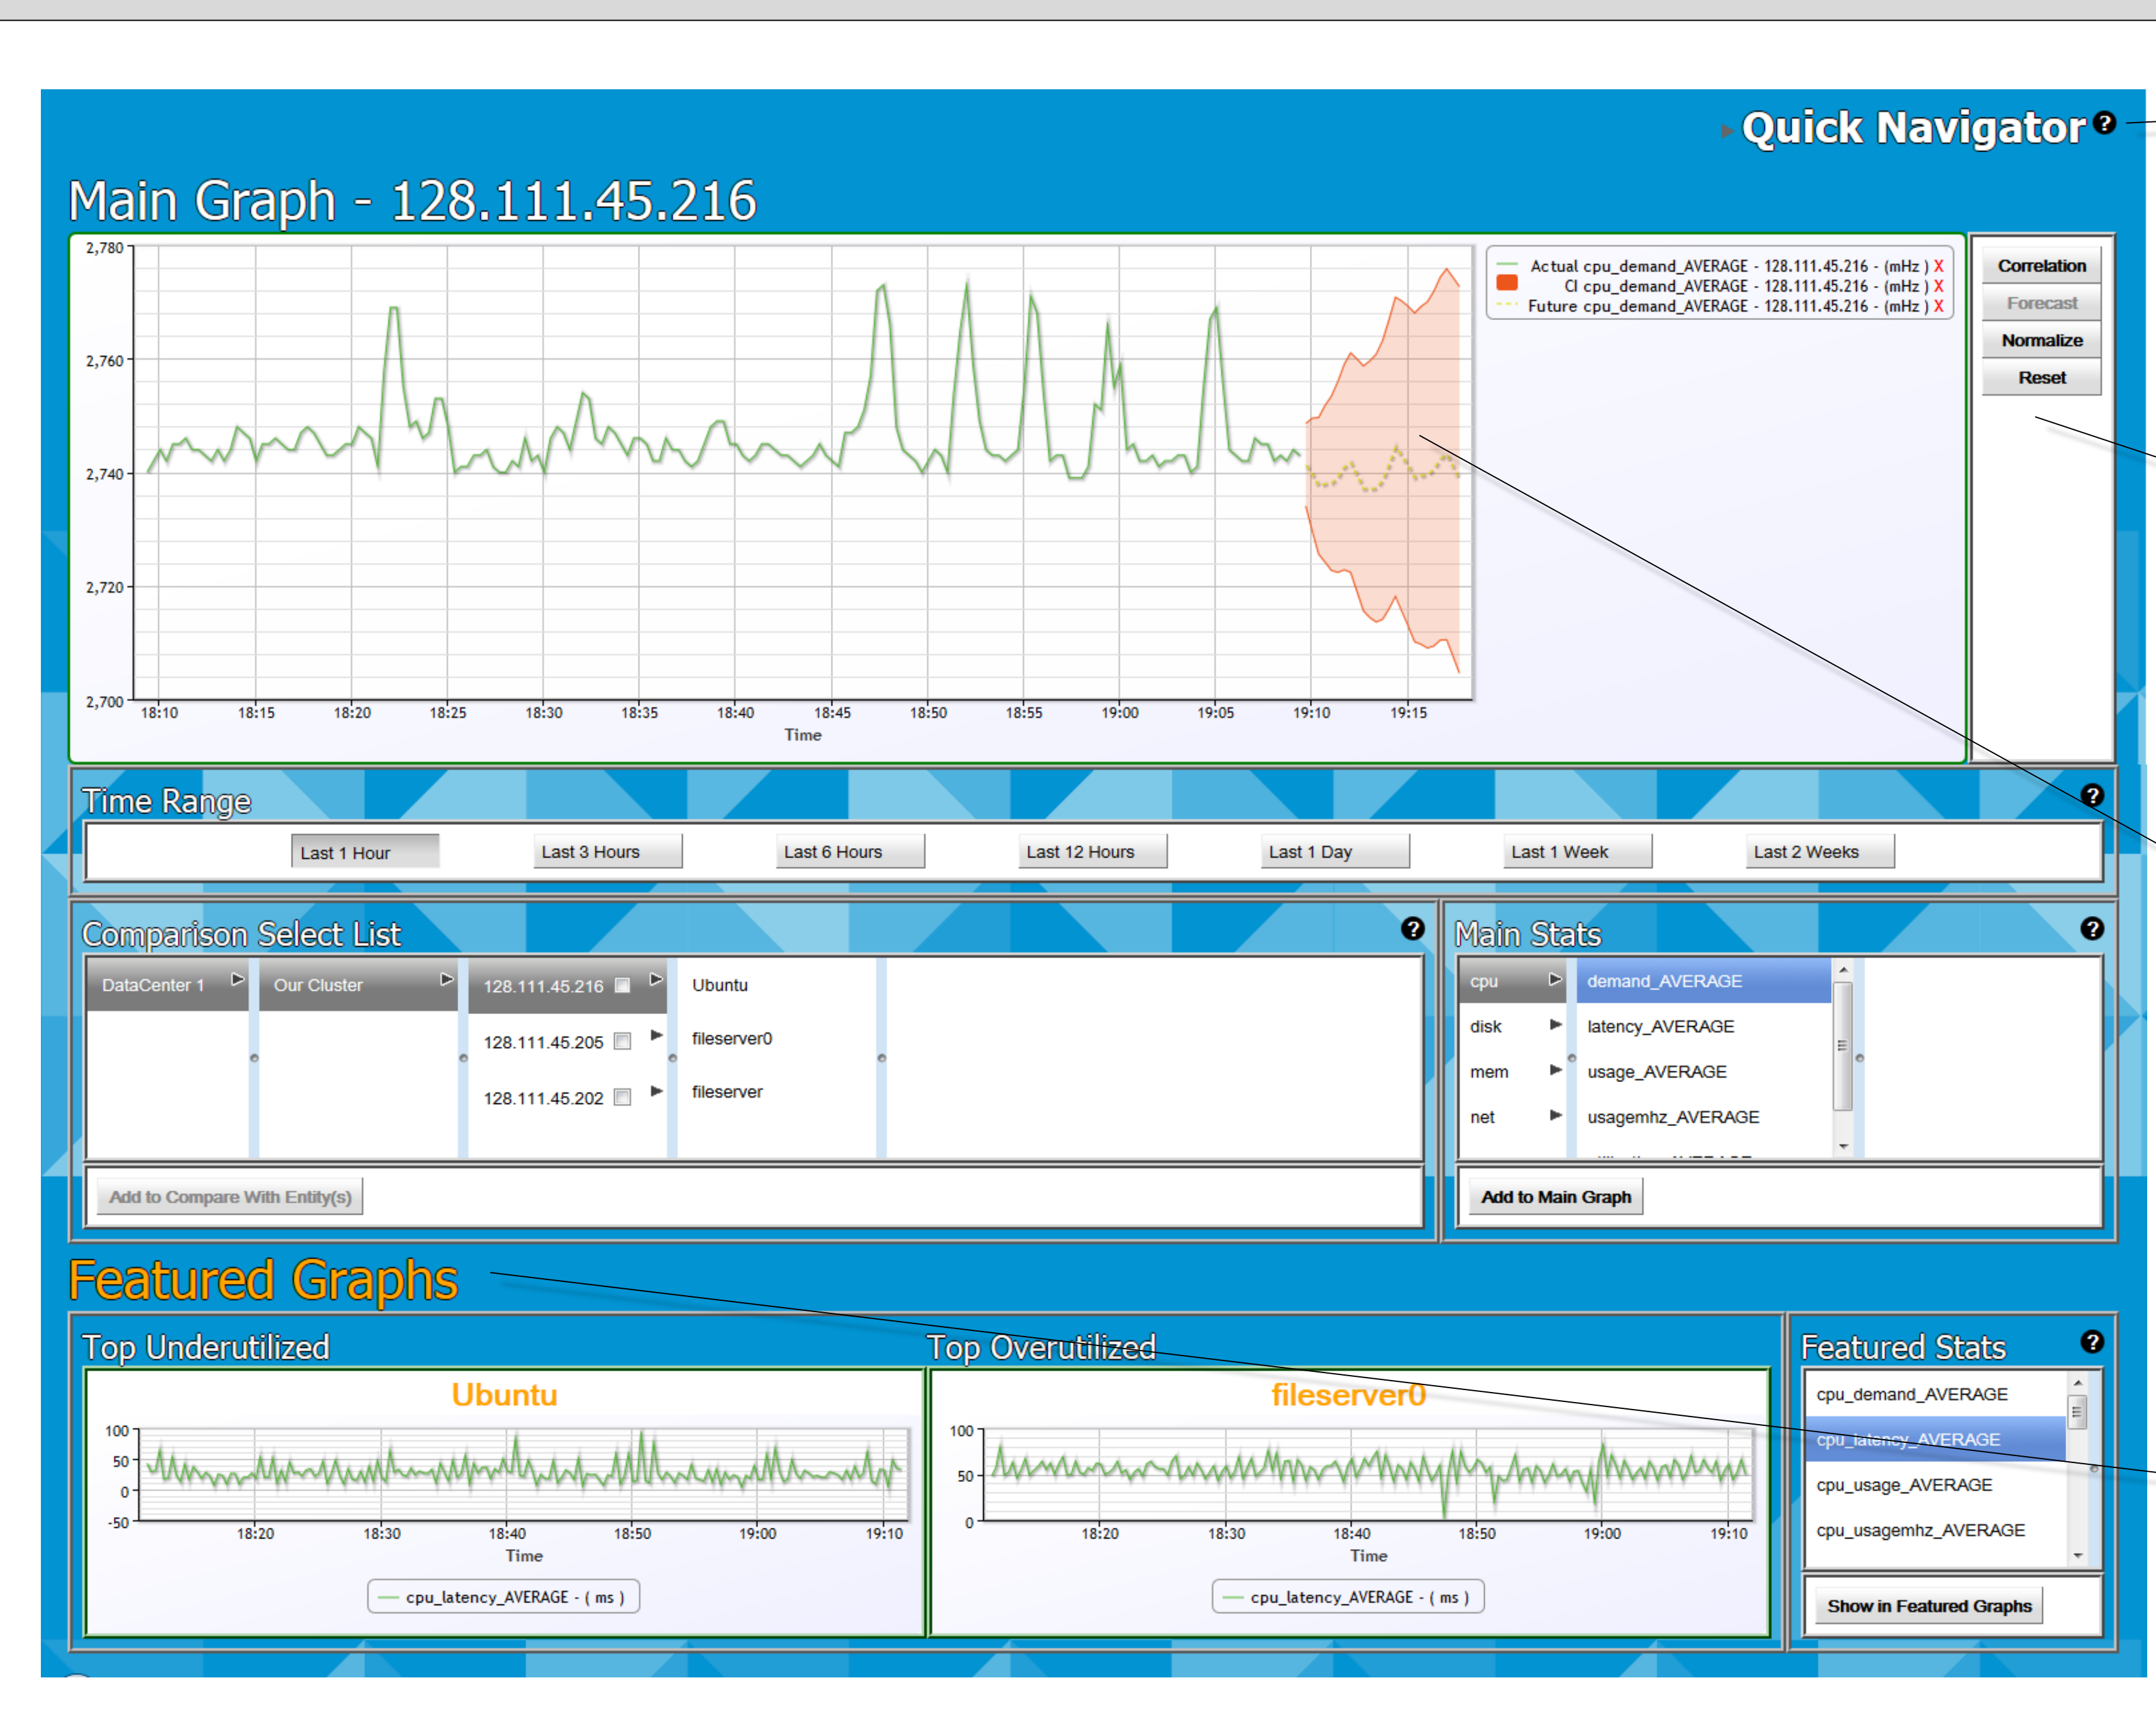 Quick Navigator ?
Main Graph - 128.111.45.216
2,780
2,760
2,740
2,720
2,700
18:10 18:15 18:20 18:25 18:30 18:35 18:40 18:45 18:50 18:55 19:00 19:05 19:10 19:15
Time
Actual cpu_demand_AVERAGE - 128.111.45.216 - (mHz ) X
CI cpu_demand_AVERAGE - 128.111.45.216 - (mHz ) X
Future cpu_demand_AVERAGE - 128.111.45.216 - (mHz ) X
Correlation
Forecast
Normalize
Reset
Time Range ?
Last 1 Hour Last 3 Hours Last 6 Hours Last 12 Hours Last 1 Day Last 1 Week Last 2 Weeks
Comparison Select List ?
DataCenter 1 Our Cluster 128.111.45.216 Ubuntu
128.111.45.205 fileserver0
128.111.45.202 fileserver
Add to Compare With Entity(s)
Main Stats ?
cpu demand_AVERAGE
disk latency_AVERAGE
mem usage_AVERAGE
net usagemhz_AVERAGE
Add to Main Graph
Featured Graphs
Top Underutilized
Ubuntu
100
50
0
-50
18:20 18:30 18:40 18:50 19:00 19:10
Time
cpu_latency_AVERAGE - ( ms )
Top Overutilized
fileserver0
100
50
0
18:20 18:30 18:40 18:50 19:00 19:10
Time
cpu_latency_AVERAGE - ( ms )
Featured Stats ?
cpu_demand_AVERAGE
cpu_latency_AVERAGE
cpu_usage_AVERAGE
cpu_usagemhz_AVERAGE
Show in Featured Graphs